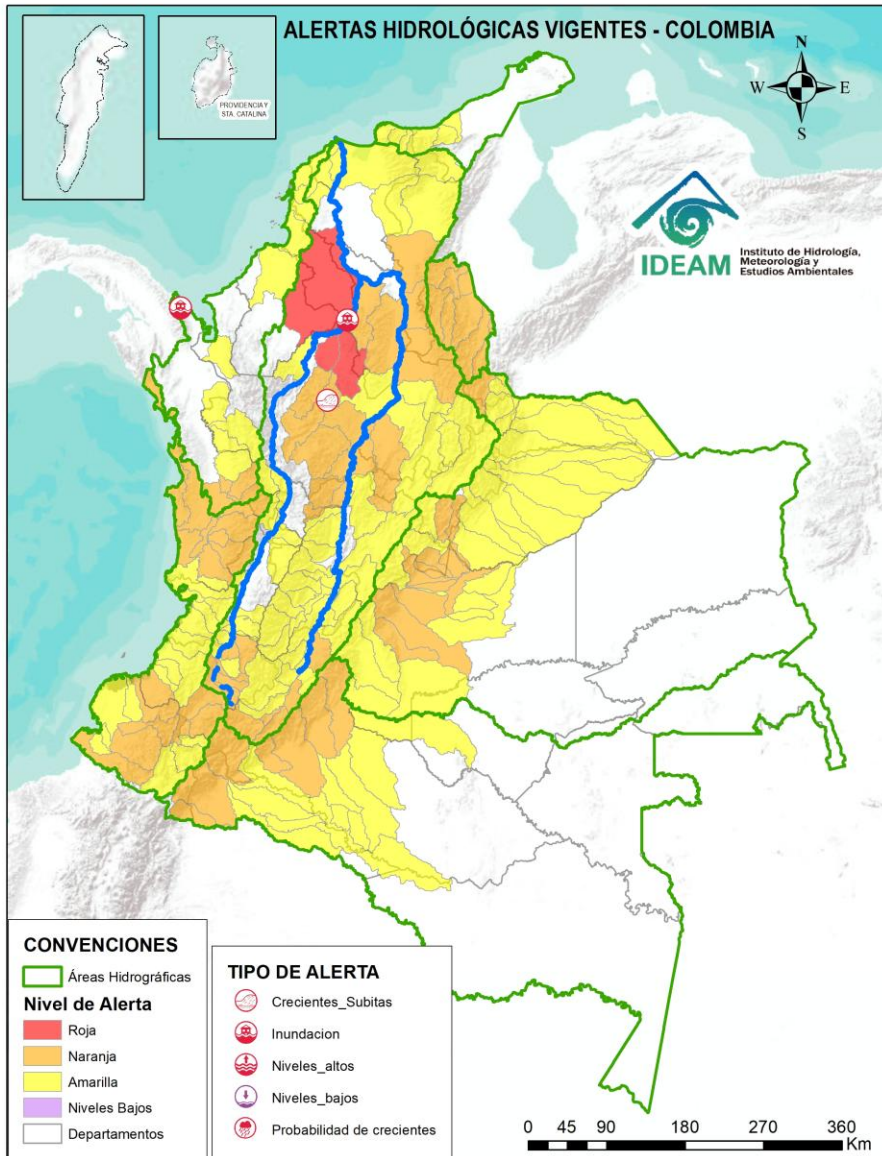 ALERTAS HIDROLÓGICAS VIGENTES - COLOMBIA
PROVIDENCIA Y
STA. CATALINA
N
W
E
S
IDEAM
Instituto de Hidrología,
Meteorología y
Estudios Ambientales
CONVENCIONES
Áreas Hidrográficas
Nivel de Alerta
Roja
Naranja
Amarilla
Niveles Bajos
Departamentos
TIPO DE ALERTA
Crecientes_Subitas
Inundacion
Niveles_altos
Niveles_bajos
Probabilidad de crecientes
0 45 90 180 270 360
Km